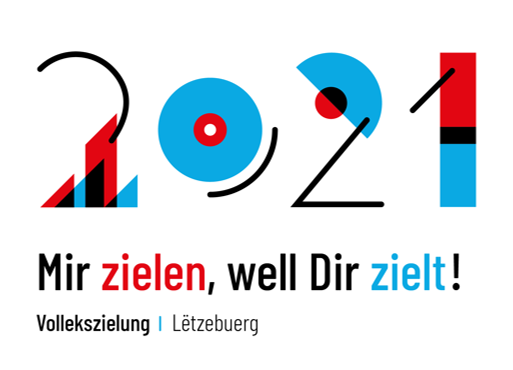 2021
Mir zielen, well Dir zielt!
Vollekszielung | Lëtzebuerg